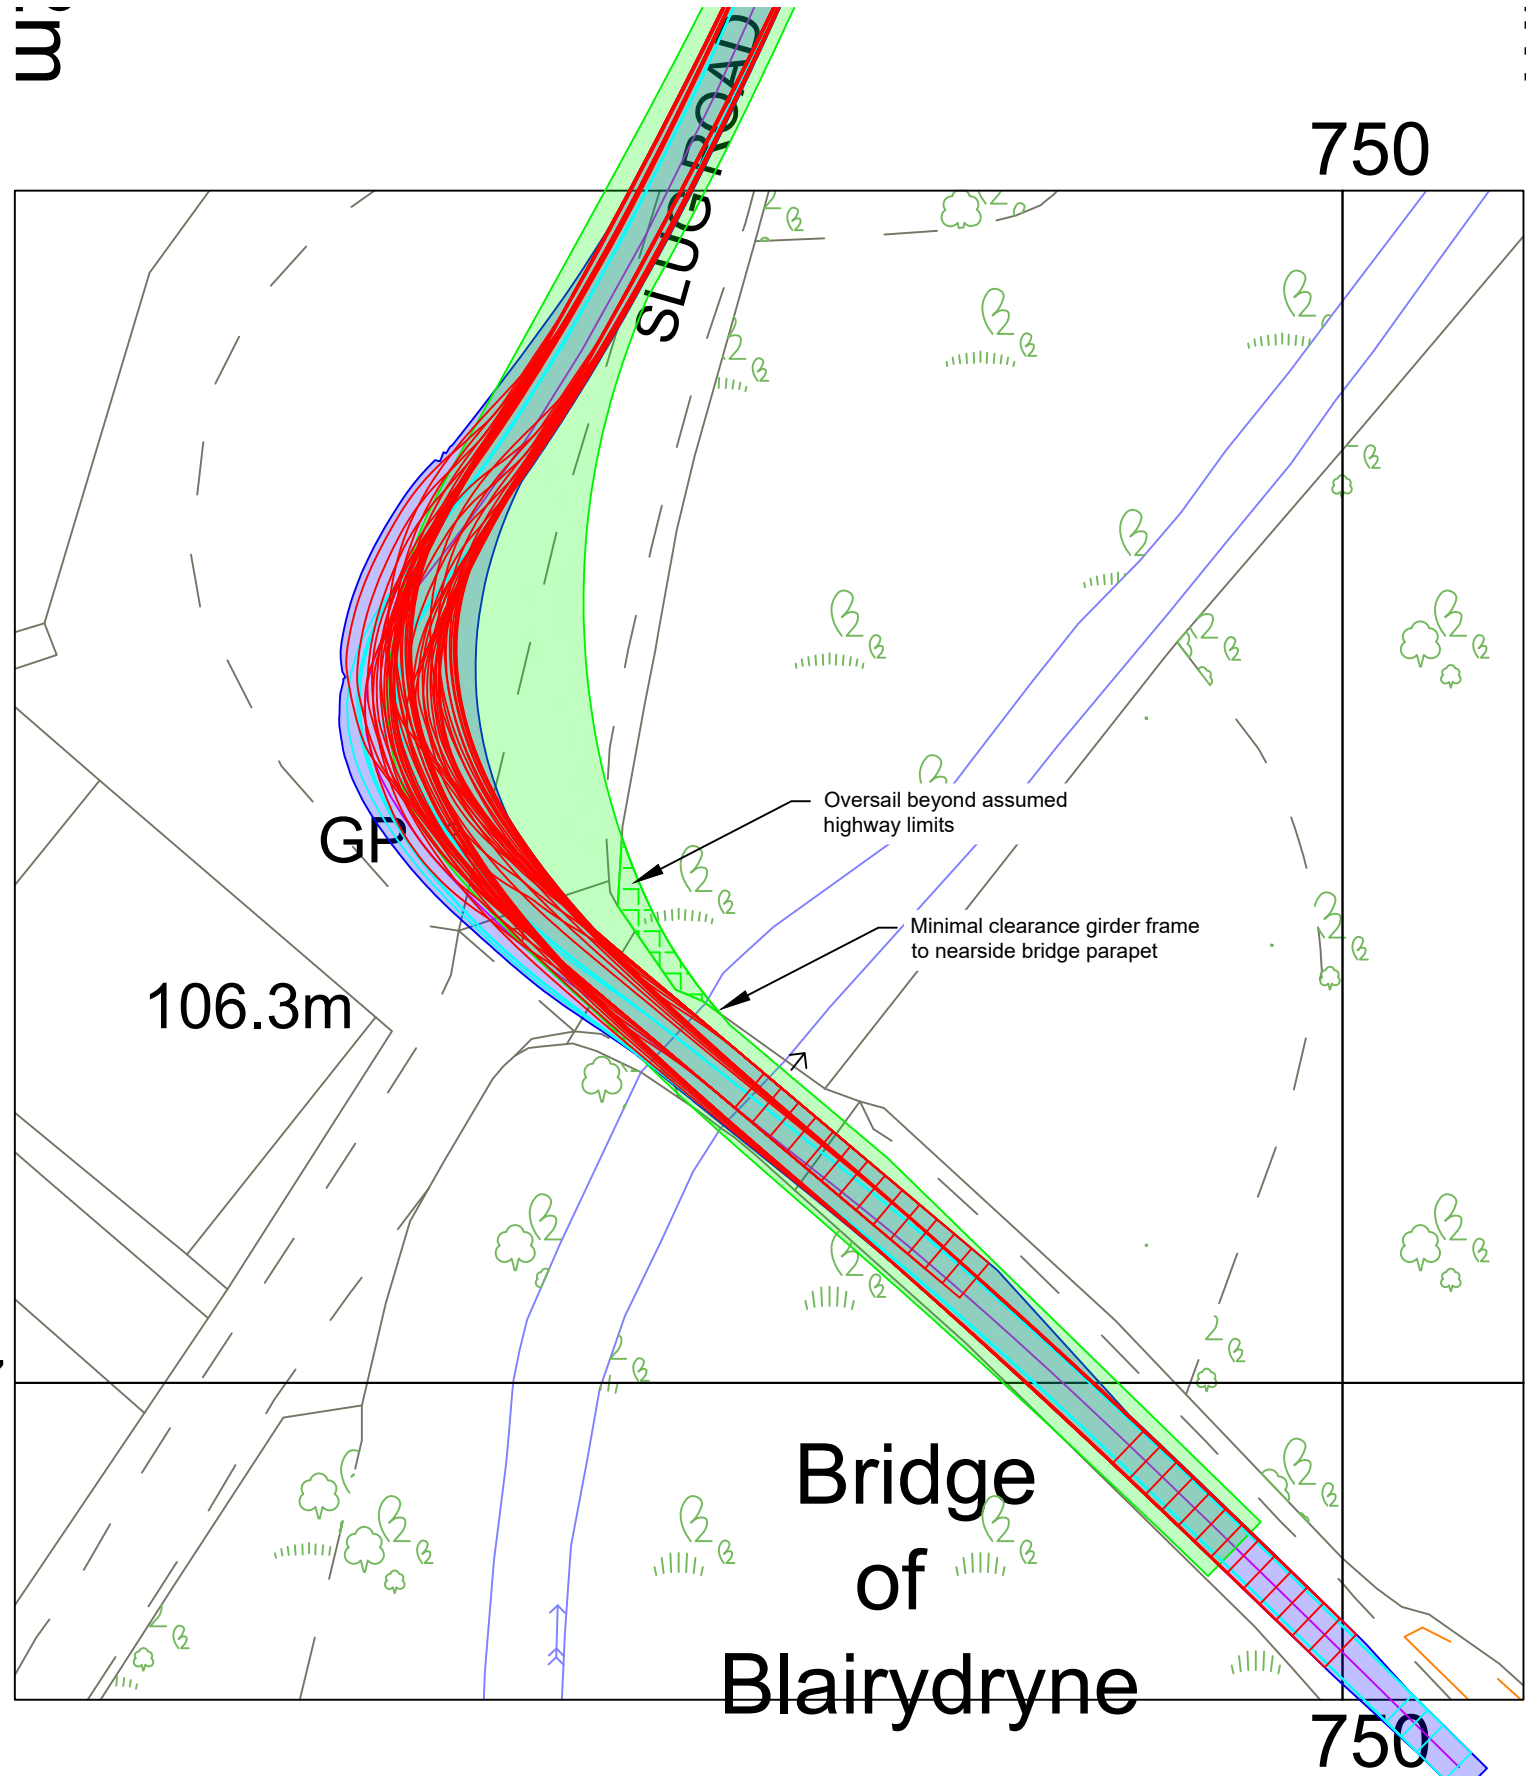 m
SLUG ROAD
750
Oversail beyond assumed
highway limits
GP
Minimal clearance girder frame
to nearside bridge parapet
106.3m
Bridge
of
Blairydryne
750